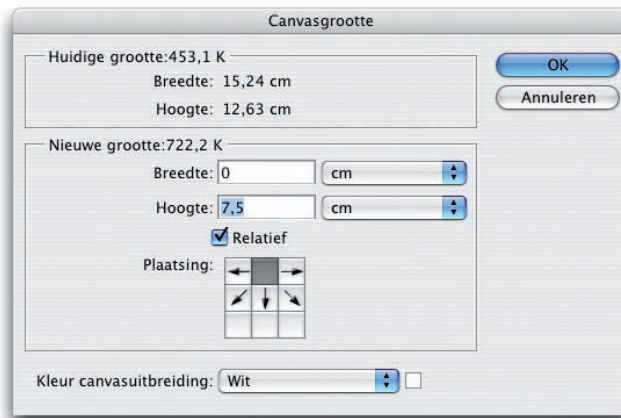 Canvasgrootte
Huidige grootte:453,1 K
Breedte: 15,24 cm
Hoogte: 12,63 cm
OK
Annuleren
Nieuwe grootte:722,2 K
Breedte: 0 cm
Hoogte: 7,5 cm
Relatief
Plaatsing:
Kleur canvasuitbreiding: Wit